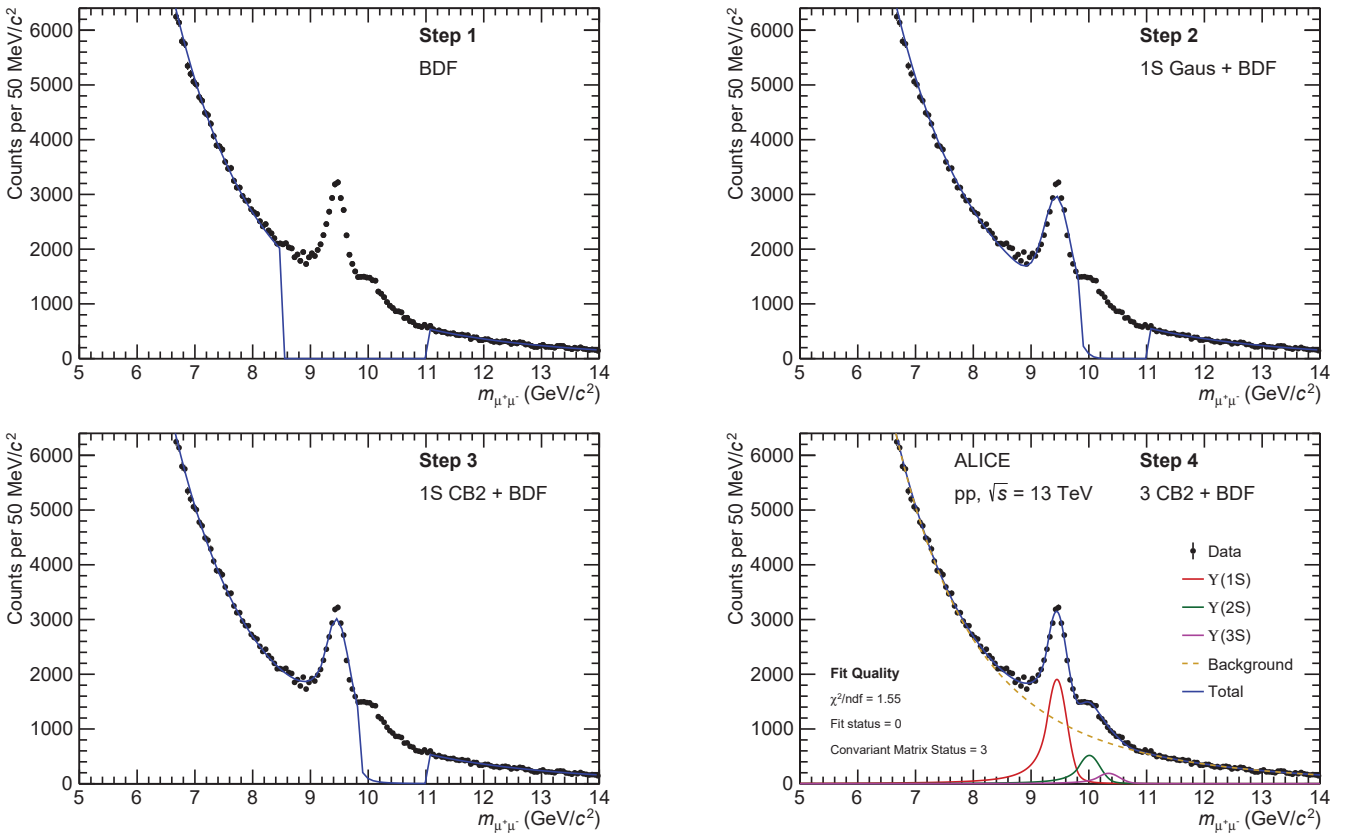 Counts per 50 MeV/c²
6000
5000
4000
3000
2000
1000
0
Step 1
BDF
5 6 7 8 9 10 11 12 13 14
m_μ⁺μ⁻ (GeV/c²)
Counts per 50 MeV/c²
6000
5000
4000
3000
2000
1000
0
Step 2
1S Gaus + BDF
5 6 7 8 9 10 11 12 13 14
m_μ⁺μ⁻ (GeV/c²)
Counts per 50 MeV/c²
6000
5000
4000
3000
2000
1000
0
Step 3
1S CB2 + BDF
5 6 7 8 9 10 11 12 13 14
m_μ⁺μ⁻ (GeV/c²)
Counts per 50 MeV/c²
6000
5000
4000
3000
2000
1000
0
ALICE
pp, √s = 13 TeV
Step 4
3 CB2 + BDF
Data
ϒ(1S)
ϒ(2S)
ϒ(3S)
Background
Total
Fit Quality
χ²/ndf = 1.55
Fit status = 0
Convariant Matrix Status = 3
5 6 7 8 9 10 11 12 13 14
m_μ⁺μ⁻ (GeV/c²)